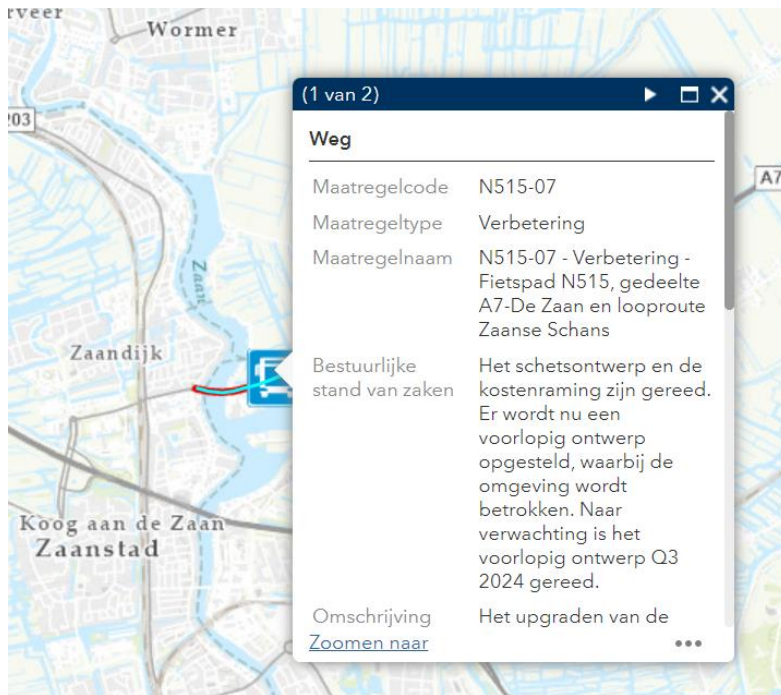 rveer
Wormer
203
(1 van 2)
Weg
Maatregelcode N515-07
Maatregeltype Verbetering
Maatregelnaam N515-07 - Verbetering -
Fietspad N515, gedeelte
A7-De Zaan en looproute
Zaanse Schans
A7
Zaan
Zaandijk
Bestuurlijke Het schetsontwerp en de
stand van zaken kostenraming zijn gereed.
Er wordt nu een
voorlopig ontwerp
opgesteld, waarbij de
omgeving wordt
betrokken. Naar
verwachting is het
voorlopig ontwerp Q3
2024 gereed.
Koog aan de Zaan
Zaanstad
Omschrijving Het upgraden van de
Zoomen naar